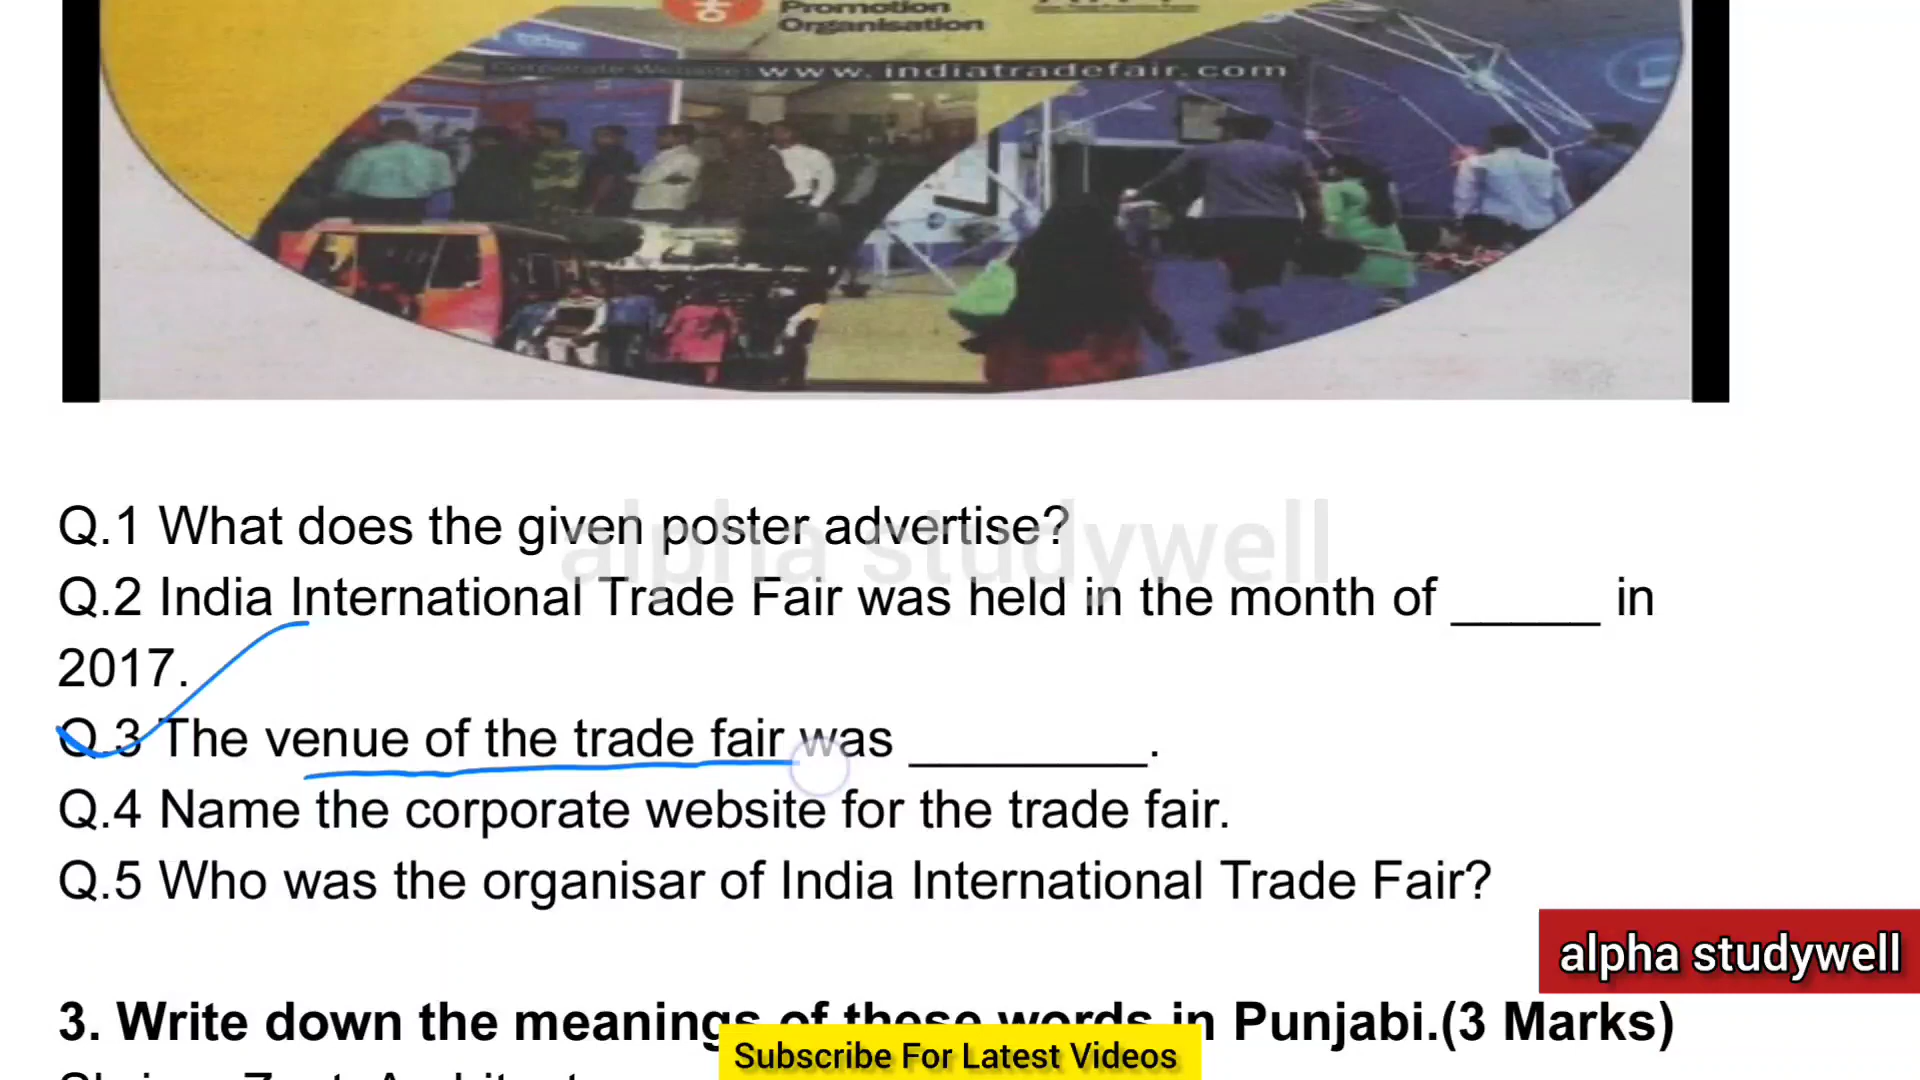 Promotion
Organisation
Corporate Website: www.indiatradefair.com
alpha studywell
Q.1 What does the given poster advertise?
Q.2 India International Trade Fair was held in the month of _____ in
2017.
Q.3 The venue of the trade fair was ________.
Q.4 Name the corporate website for the trade fair.
Q.5 Who was the organisar of India International Trade Fair?
alpha studywell
3. Write down the meanings of these words in Punjabi.(3 Marks)
Subscribe For Latest Videos